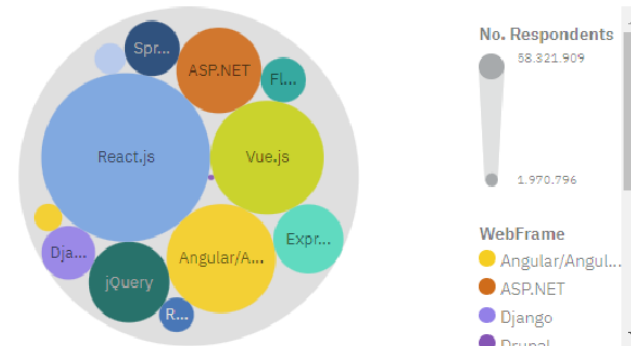 Spr...
ASP.NET
Fl...
React.js
Vue.js
Expr...
Dja...
Angular/A...
jQuery
R...
No. Respondents
58.321.909
1.970.796
WebFrame
Angular/Angul...
ASP.NET
Django
Drupal